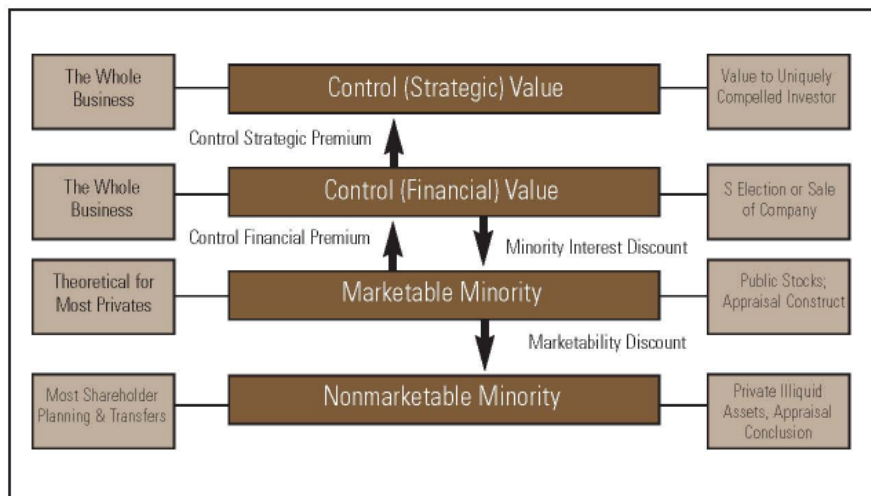 The Whole
Business
Control (Strategic) Value
Value to Uniquely
Compelled Investor
Control Strategic Premium
The Whole
Business
Control (Financial) Value
S Election or Sale
of Company
Control Financial Premium
Minority Interest Discount
Theoretical for
Most Privates
Marketable Minority
Public Stocks;
Appraisal Construct
Marketability Discount
Most Shareholder
Planning & Transfers
Nonmarketable Minority
Private Illiquid
Assets, Appraisal
Conclusion